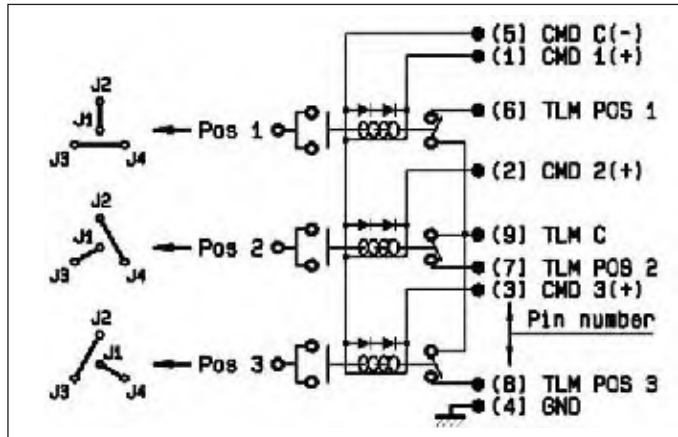 (5) CMD C(-)
(1) CMD 1(+)
J2
J1
J3
J4
Pos 1
(6) TLM POS 1
(2) CMD 2(+)
J2
J1
J3
J4
Pos 2
(9) TLM C
(7) TLM POS 2
(3) CMD 3(+)
Pin number
J2
J1
J3
J4
Pos 3
(8) TLM POS 3
(4) GND